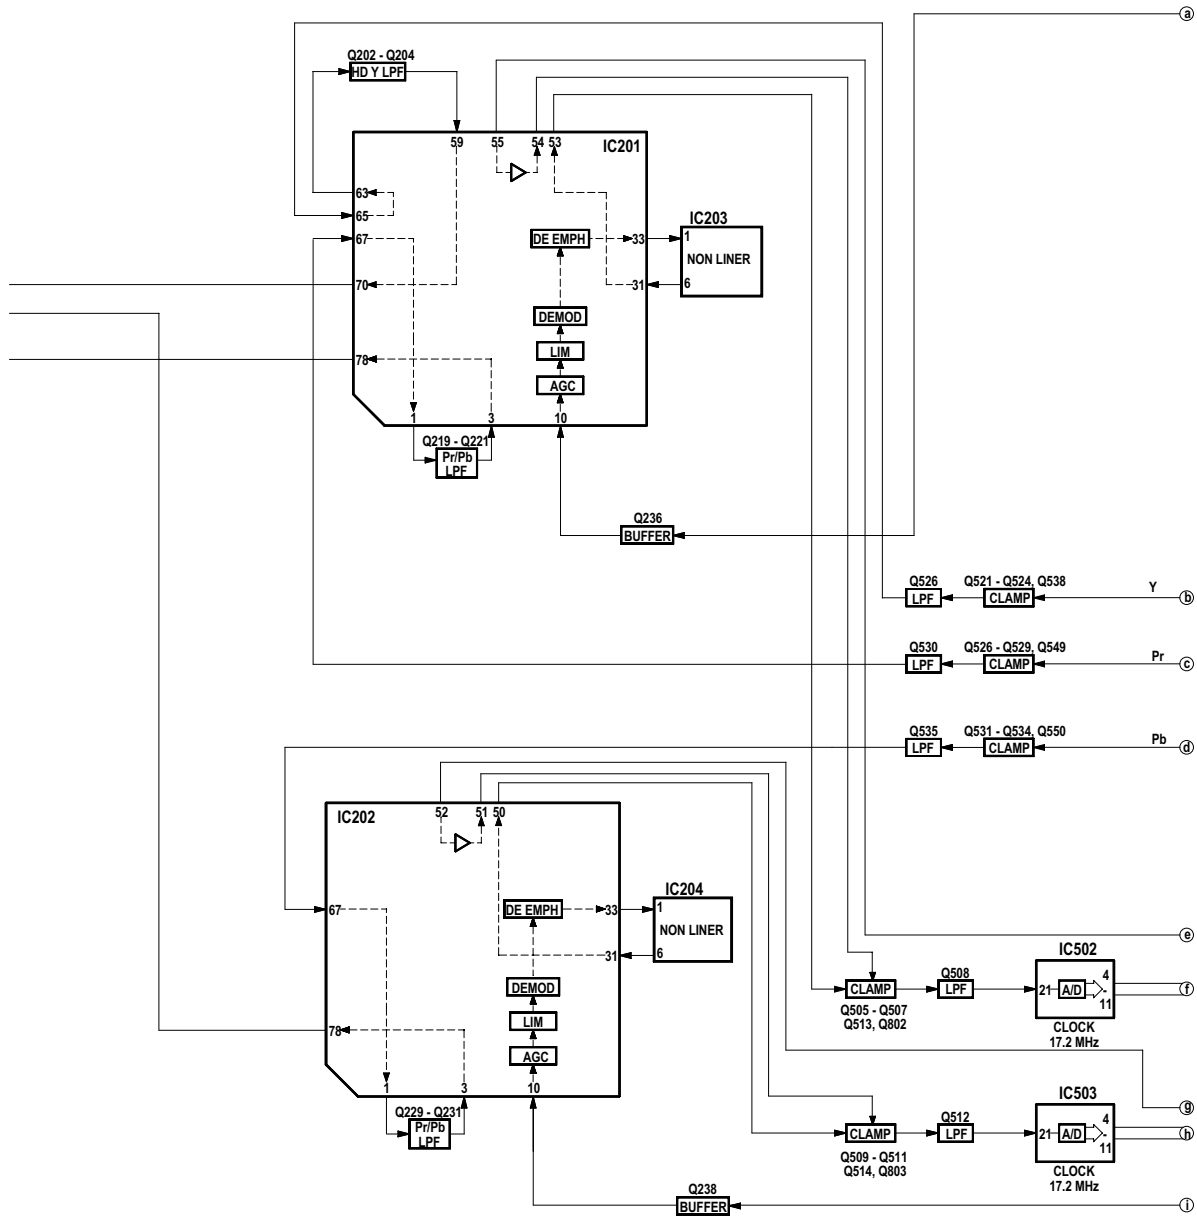 a
Q202 - Q204
HD Y LPF
59
55
54
53
IC201
63
65
67
70
78
DE EMPH
33
31
IC203
1
NON LINER
6
DEMOD
LIM
AGC
1
3
10
Q219 - Q221
Pr/Pb
LPF
Q236
BUFFER
Q526
LPF
Q521 - Q524, Q538
CLAMP
Y
b
Q530
LPF
Q526 - Q529, Q549
CLAMP
Pr
c
Q535
LPF
Q531 - Q534, Q550
CLAMP
Pb
d
IC202
52
51
50
67
78
DE EMPH
33
31
IC204
1
NON LINER
6
DEMOD
LIM
AGC
1
3
10
Q229 - Q231
Pr/Pb
LPF
e
CLAMP
Q505 - Q507
Q513, Q802
Q508
LPF
IC502
21
A/D
4
-
11
CLOCK
17.2 MHz
f
g
CLAMP
Q509 - Q511
Q514, Q803
Q512
LPF
IC503
21
A/D
4
-
11
CLOCK
17.2 MHz
h
Q238
BUFFER
i